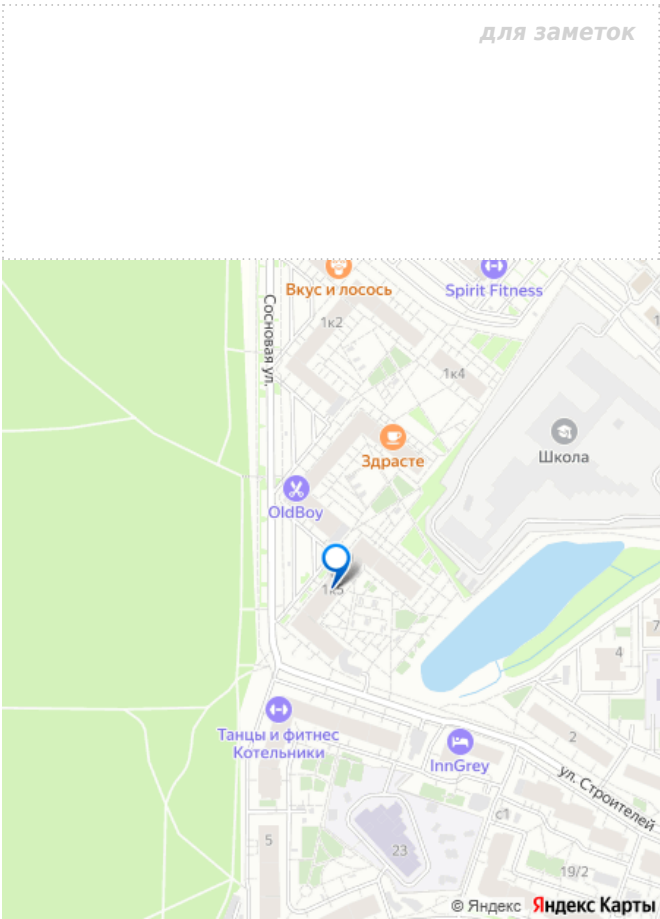 для заметок
Вкус и лосось
Spirit Fitness
1к2
Сосновая ул.
1к4
Здрасте
Школа
OldBoy
1к5
7
4
Танцы и фитнес
Котельники
InnGrey
2
ул. Строителей
с1
5
23
19/2
© Яндекс Яндекс Карты